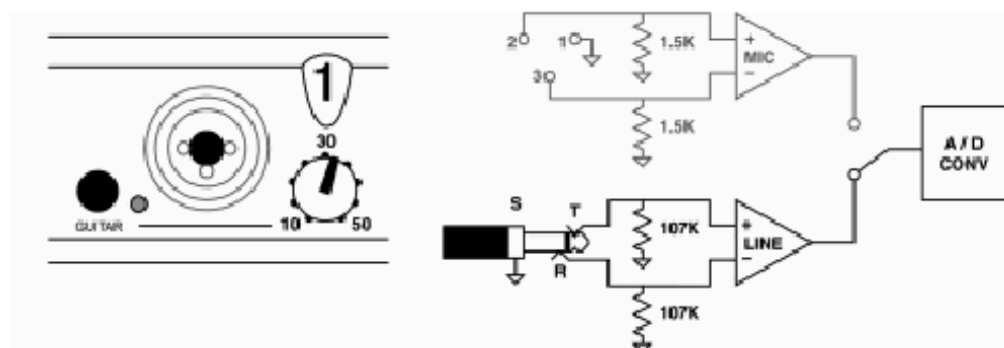 1
30
10
50
GUITAR
2
1
3
1.5K
1.5K
+
MIC
−
A / D
CONV
S
T
R
107K
107K
+
LINE
−